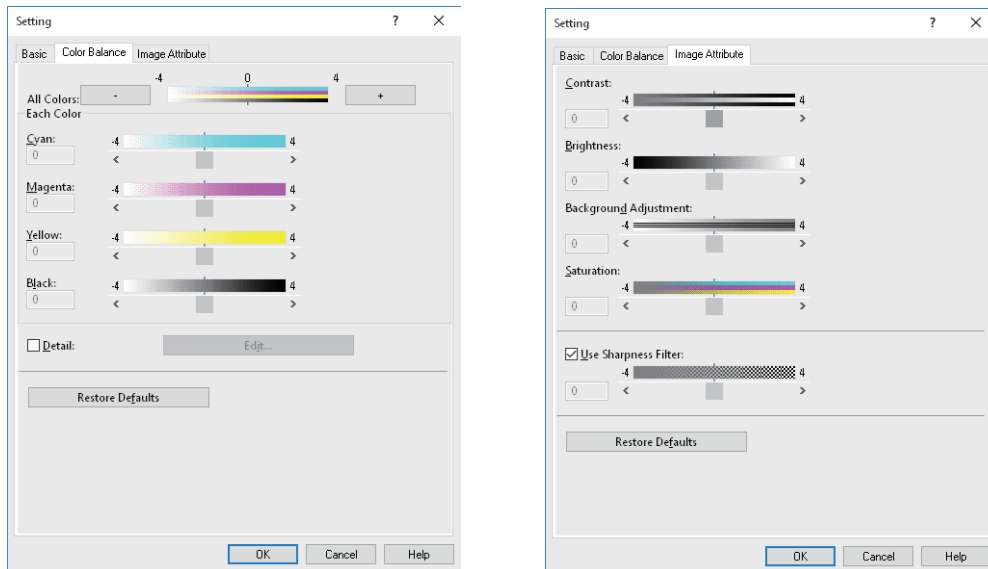 Setting ? ×
Basic Color Balance Image Attribute
-4 0 4
All Colors: - +
Each Color
Cyan:
0 -4 4
< >
Magenta:
0 -4 4
< >
Yellow:
0 -4 4
< >
Black:
0 -4 4
< >
Detail: Edit...
Restore Defaults
OK Cancel Help
Setting ? ×
Basic Color Balance Image Attribute
Contrast:
-4 4
0 < >
Brightness:
-4 4
0 < >
Background Adjustment:
-4 4
0 < >
Saturation:
-4 4
0 < >
Use Sharpness Filter:
-4 4
0 < >
Restore Defaults
OK Cancel Help